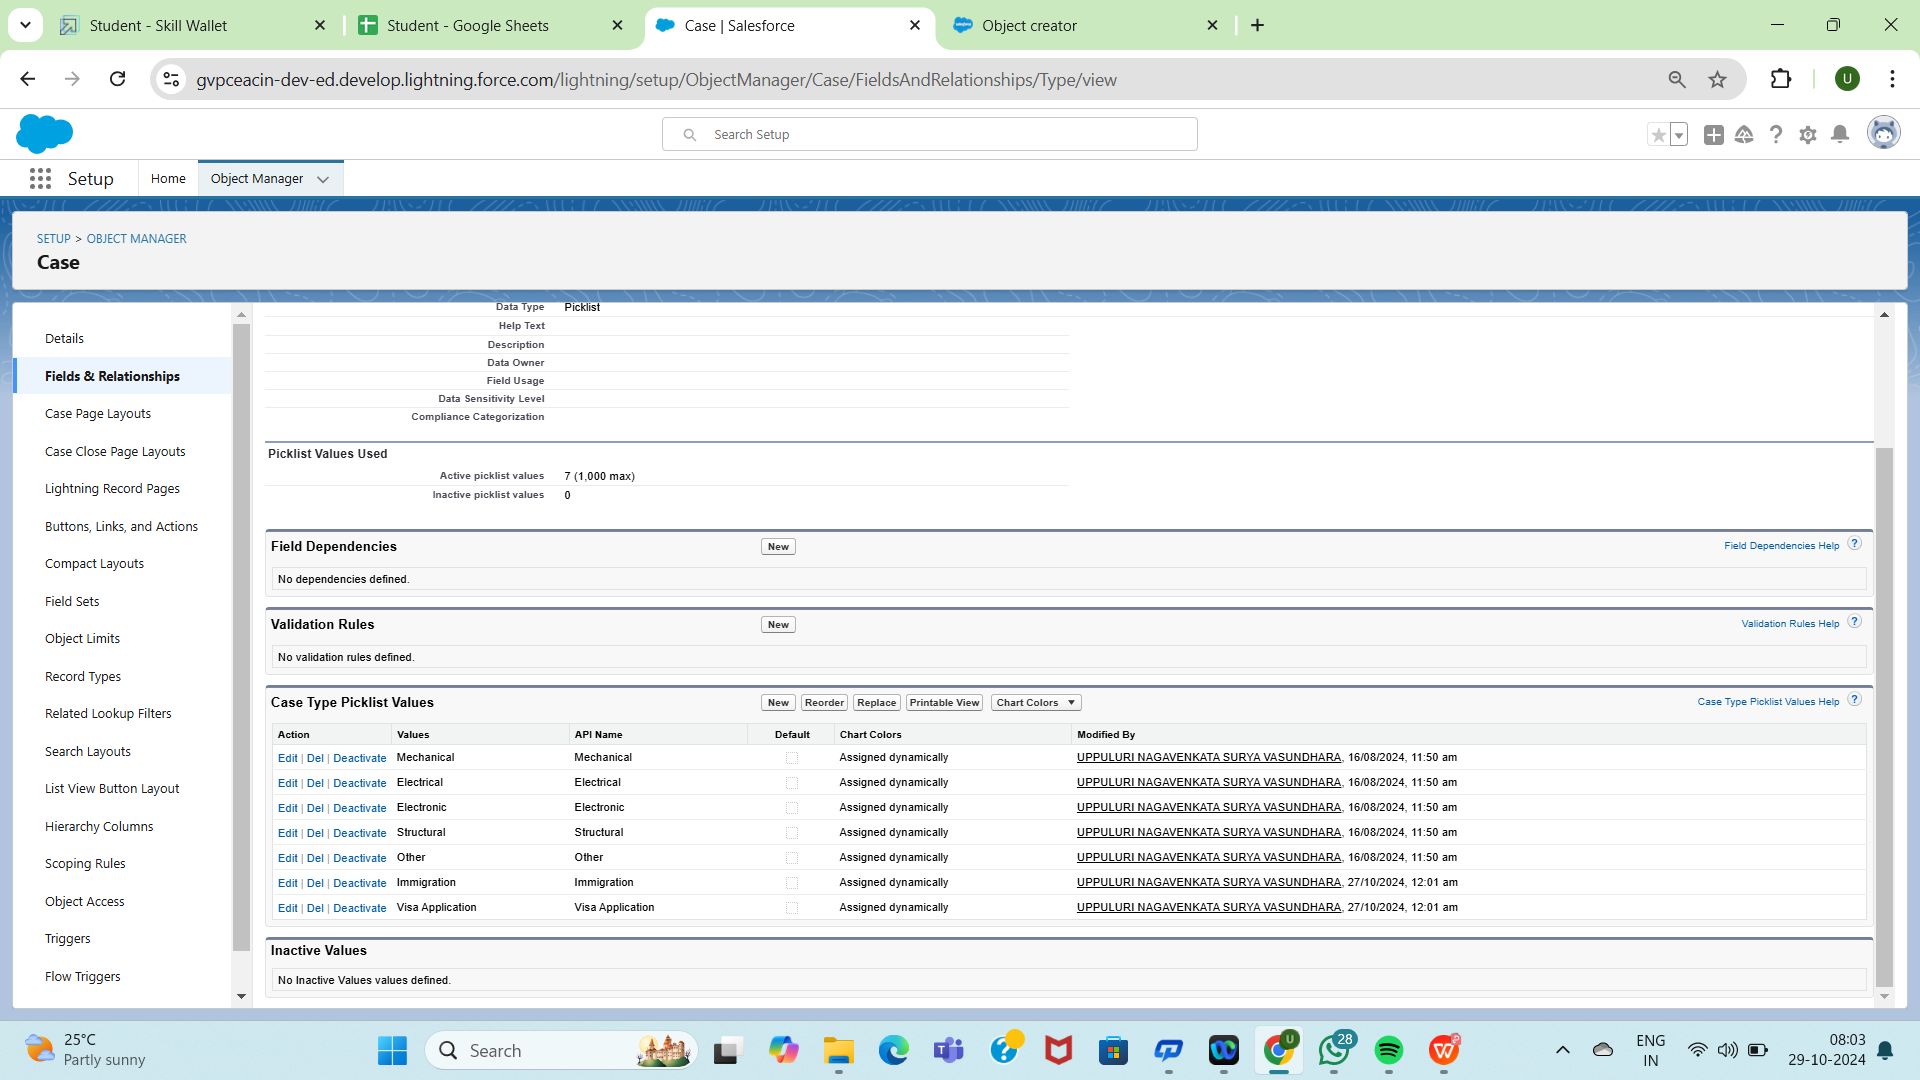 Student - Skill Wallet
Student - Google Sheets
Case | Salesforce
Object creator
gvpceacin-dev-ed.develop.lightning.force.com/lightning/setup/ObjectManager/Case/FieldsAndRelationships/Type/view
U
Search Setup
Setup
Home
Object Manager
SETUP > OBJECT MANAGER
Case
Details
Fields & Relationships
Case Page Layouts
Case Close Page Layouts
Lightning Record Pages
Buttons, Links, and Actions
Compact Layouts
Field Sets
Object Limits
Record Types
Related Lookup Filters
Search Layouts
List View Button Layout
Hierarchy Columns
Scoping Rules
Object Access
Triggers
Flow Triggers
Data Type Picklist
Help Text
Description
Data Owner
Field Usage
Data Sensitivity Level
Compliance Categorization
Picklist Values Used
Active picklist values 7 (1,000 max)
Inactive picklist values 0
Field Dependencies New Field Dependencies Help ?
No dependencies defined.
Validation Rules New Validation Rules Help ?
No validation rules defined.
Case Type Picklist Values New Reorder Replace Printable View Chart Colors Case Type Picklist Values Help ?
Action Values API Name Default Chart Colors Modified By
Edit | Del | Deactivate Mechanical Mechanical Assigned dynamically UPPULURI NAGAVENKATA SURYA VASUNDHARA, 16/08/2024, 11:50 am
Edit | Del | Deactivate Electrical Electrical Assigned dynamically UPPULURI NAGAVENKATA SURYA VASUNDHARA, 16/08/2024, 11:50 am
Edit | Del | Deactivate Electronic Electronic Assigned dynamically UPPULURI NAGAVENKATA SURYA VASUNDHARA, 16/08/2024, 11:50 am
Edit | Del | Deactivate Structural Structural Assigned dynamically UPPULURI NAGAVENKATA SURYA VASUNDHARA, 16/08/2024, 11:50 am
Edit | Del | Deactivate Other Other Assigned dynamically UPPULURI NAGAVENKATA SURYA VASUNDHARA, 16/08/2024, 11:50 am
Edit | Del | Deactivate Immigration Immigration Assigned dynamically UPPULURI NAGAVENKATA SURYA VASUNDHARA, 27/10/2024, 12:01 am
Edit | Del | Deactivate Visa Application Visa Application Assigned dynamically UPPULURI NAGAVENKATA SURYA VASUNDHARA, 27/10/2024, 12:01 am
Inactive Values
No Inactive Values values defined.
25°C
Partly sunny
Search
U
28
ENG
IN
08:03
29-10-2024